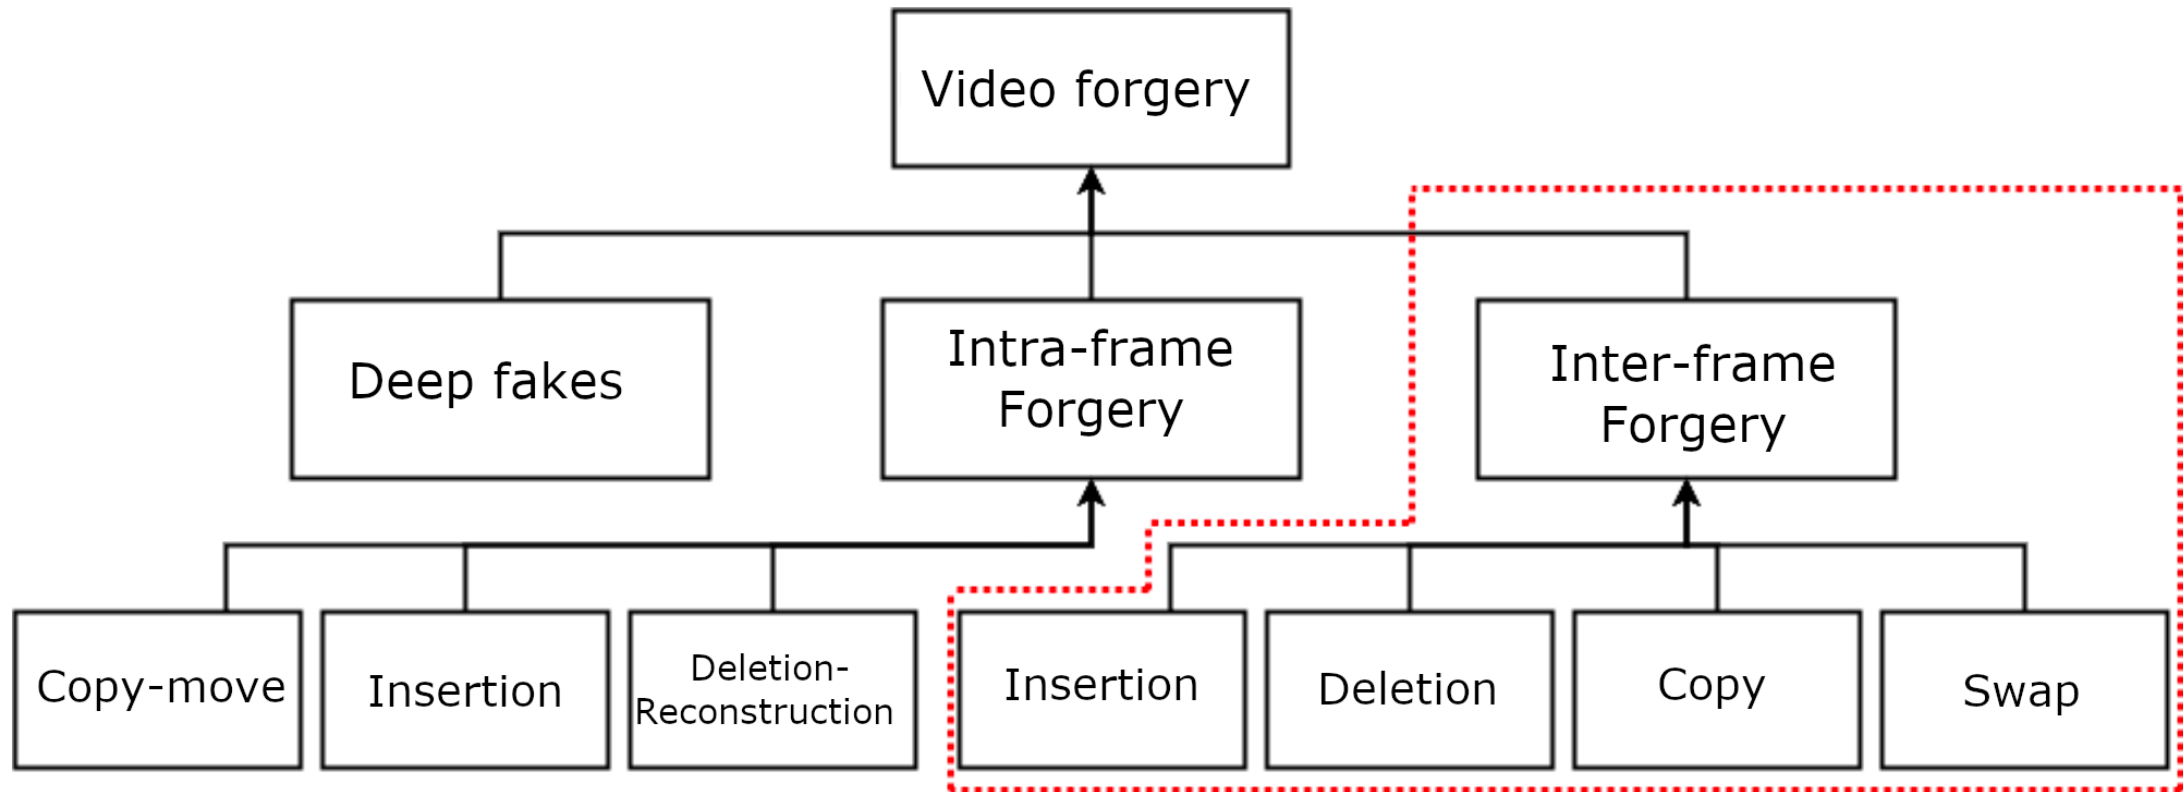 Video forgery
Deep fakes
Intra-frame
Forgery
Inter-frame
Forgery
Copy-move
Insertion
Deletion-
Reconstruction
Insertion
Deletion
Copy
Swap